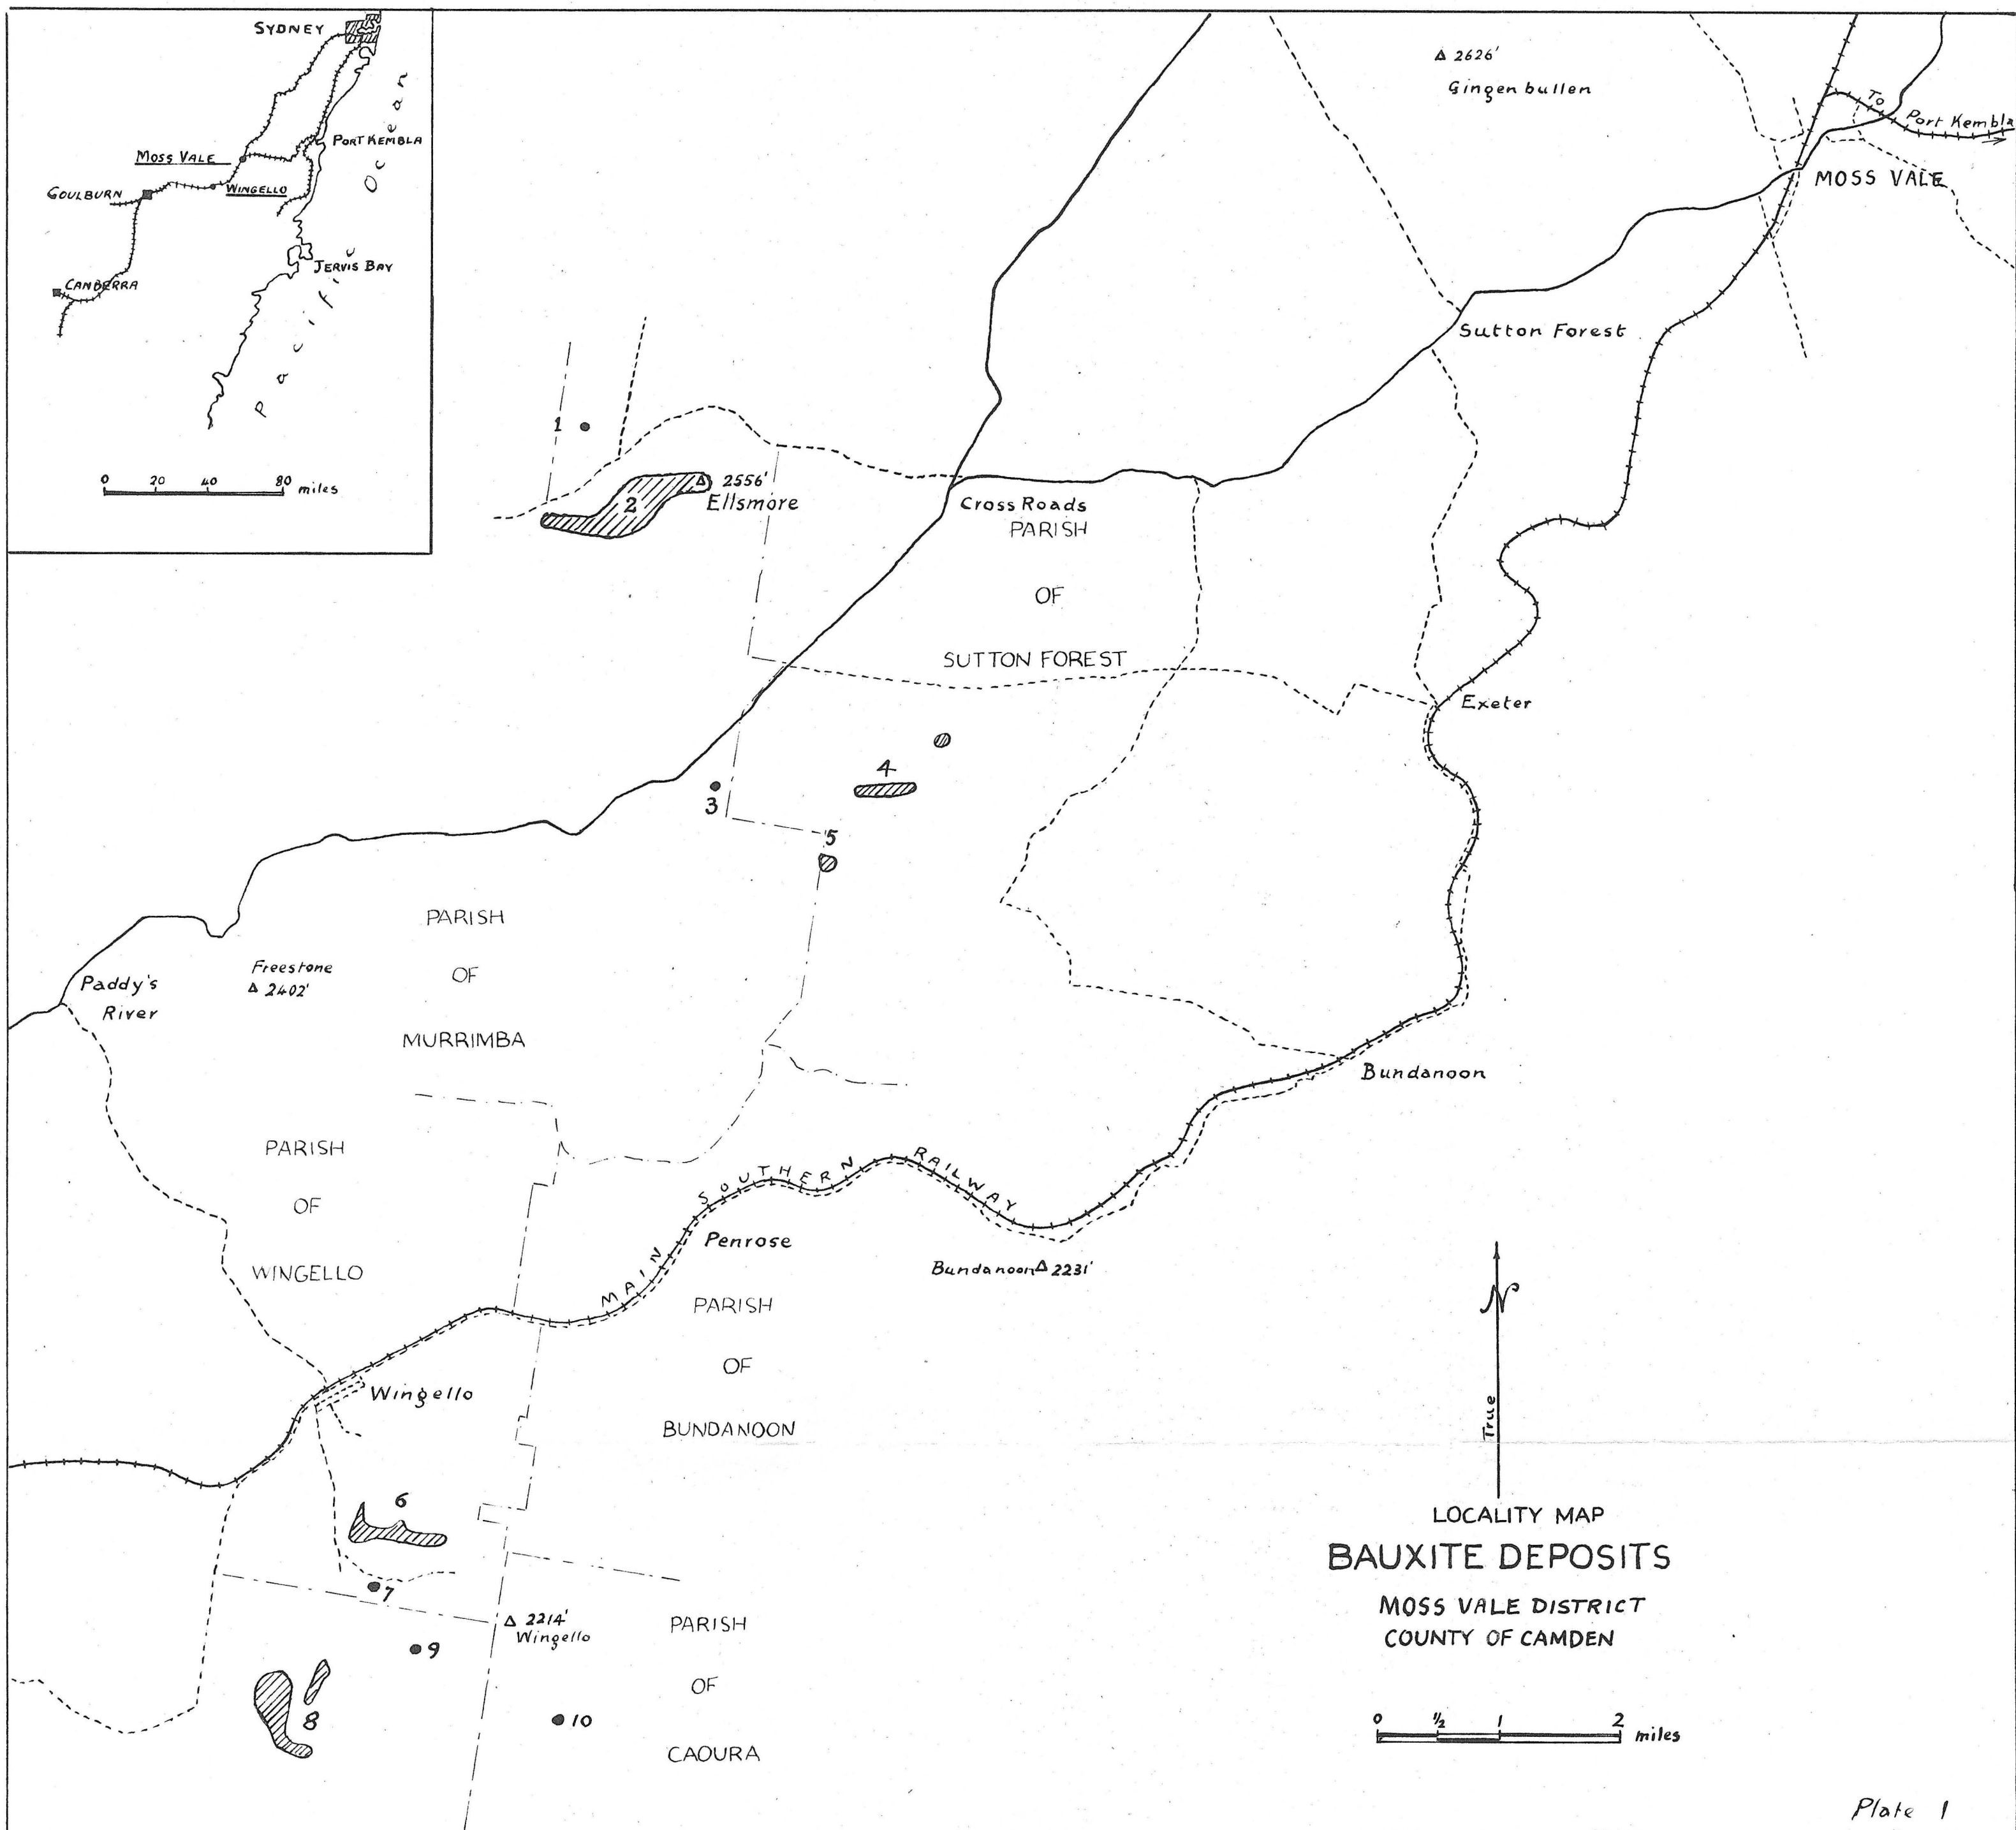 SYDNEY
Pacific Ocean
PORT KEMBLA
MOSS VALE
GOULBURN
WINGELLO
JERVIS BAY
CANBERRA
0 20 40 80 miles
2626'
Gingenbullen
To Port Kembla
MOSS VALE
Sutton Forest
1
2
2556'
Ellsmore
Cross Roads
PARISH
OF
SUTTON FOREST
Exeter
4
3
5
PARISH
OF
MURRIMBA
Freestone
2402'
Paddy's
River
Bundanoon
PARISH
OF
WINGELLO
MAIN SOUTHERN RAILWAY
Penrose
Bundanoon 2231'
PARISH
OF
BUNDANOON
Wingello
6
7
2214'
Wingello
9
8
10
PARISH
OF
CAOURA
N
True
LOCALITY MAP
BAUXITE DEPOSITS
MOSS VALE DISTRICT
COUNTY OF CAMDEN
0 1/2 1 2 miles
Plate 1